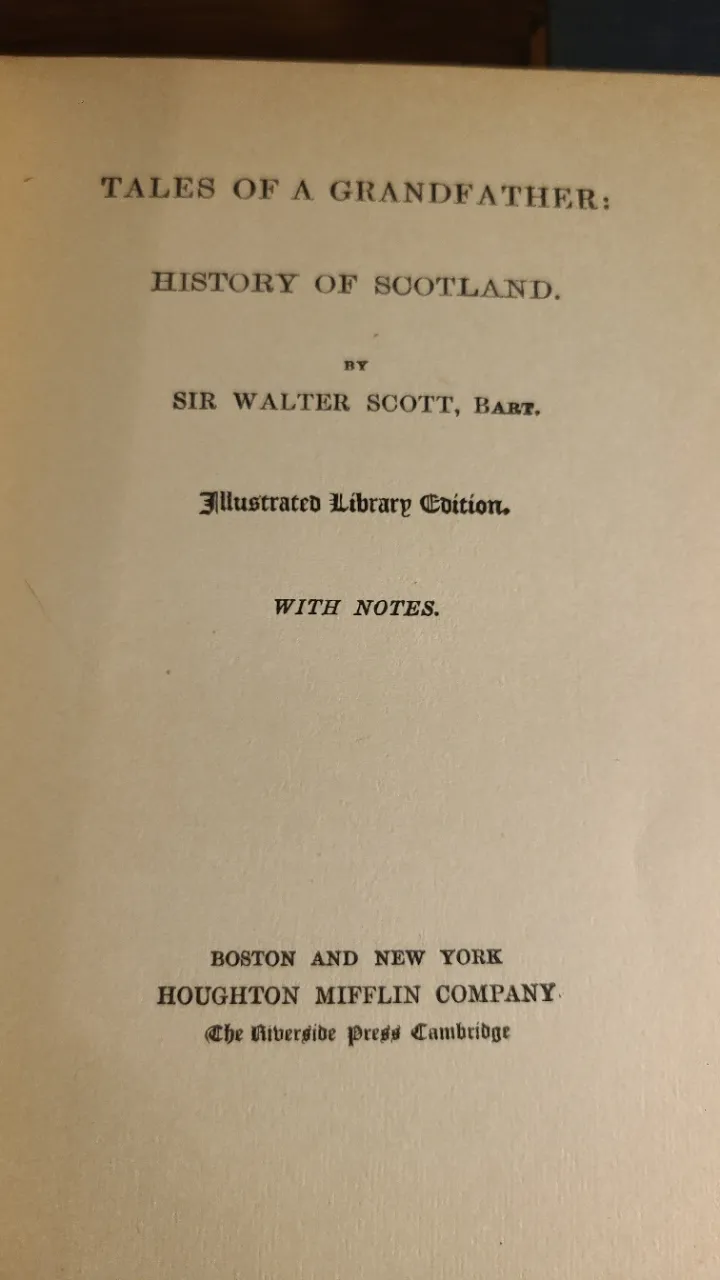 TALES OF A GRANDFATHER:
HISTORY OF SCOTLAND.
BY
SIR WALTER SCOTT, BART.
Illustrated Library Edition.
WITH NOTES.
BOSTON AND NEW YORK
HOUGHTON MIFFLIN COMPANY
The Riverside Press Cambridge